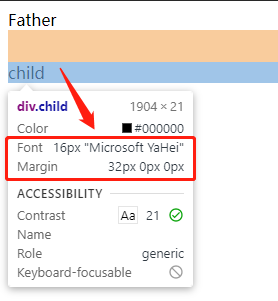 Father
child
div.child 1904 × 21
Color #000000
Font 16px "Microsoft YaHei"
Margin 32px 0px 0px
ACCESSIBILITY
Contrast Aa 21
Name
Role generic
Keyboard-focusable